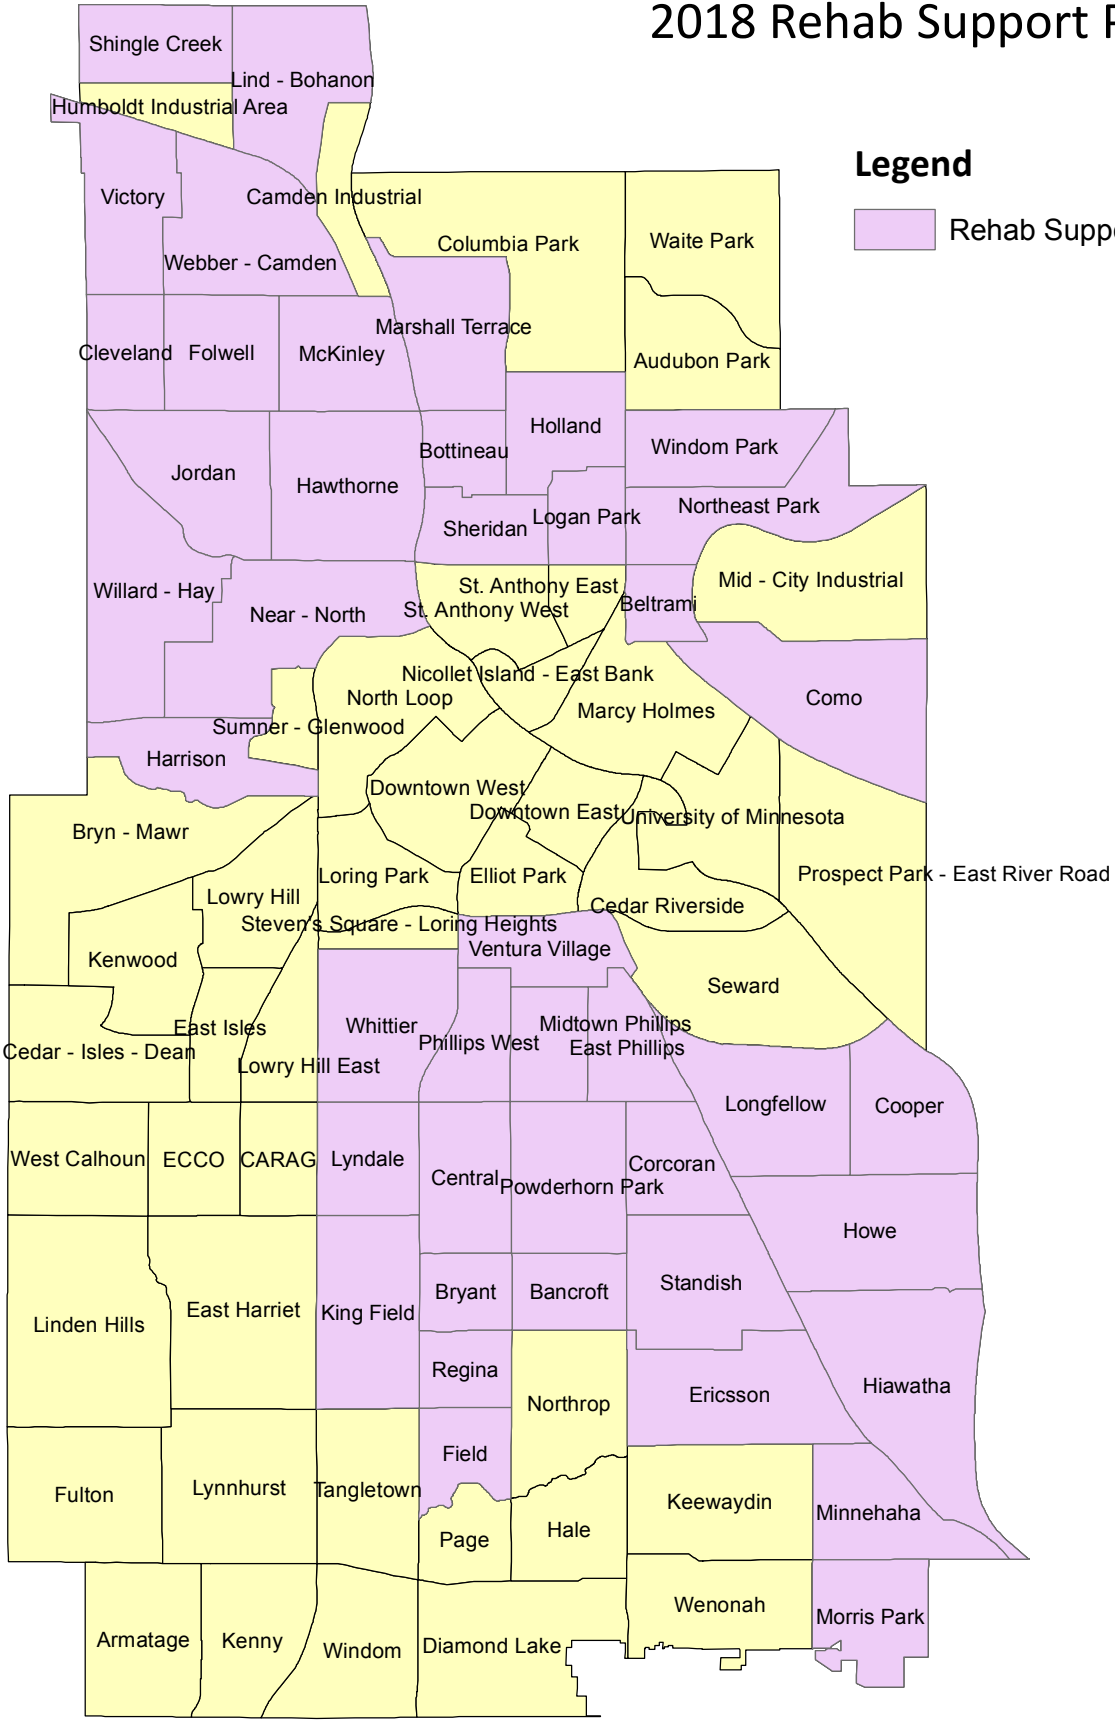 2018 Rehab Support P
Shingle Creek
Lind - Bohanon
Humboldt Industrial Area
Legend
Rehab Suppo
Victory
Camden Industrial
Webber - Camden
Columbia Park
Waite Park
Marshall Terrace
Cleveland
Folwell
McKinley
Audubon Park
Holland
Bottineau
Windom Park
Jordan
Hawthorne
Northeast Park
Logan Park
Sheridan
Mid - City Industrial
St. Anthony East
Willard - Hay
Beltrami
St. Anthony West
Near - North
Nicollet Island - East Bank
North Loop
Como
Marcy Holmes
Sumner - Glenwood
Harrison
Downtown West
Downtown East
University of Minnesota
Bryn - Mawr
Prospect Park - East River Road
Loring Park
Elliot Park
Lowry Hill
Cedar Riverside
Steven's Square - Loring Heights
Ventura Village
Kenwood
Seward
East Isles
Whittier
Midtown Phillips
Phillips West
East Phillips
Cedar - Isles - Dean
Lowry Hill East
Longfellow
Cooper
West Calhoun
ECCO
CARAG
Lyndale
Corcoran
Central
Powderhorn Park
Howe
Standish
Bryant
Bancroft
East Harriet
King Field
Linden Hills
Regina
Hiawatha
Ericsson
Northrop
Field
Fulton
Lynnhurst
Tangletown
Keewaydin
Minnehaha
Hale
Page
Wenonah
Morris Park
Armatage
Kenny
Windom
Diamond Lake